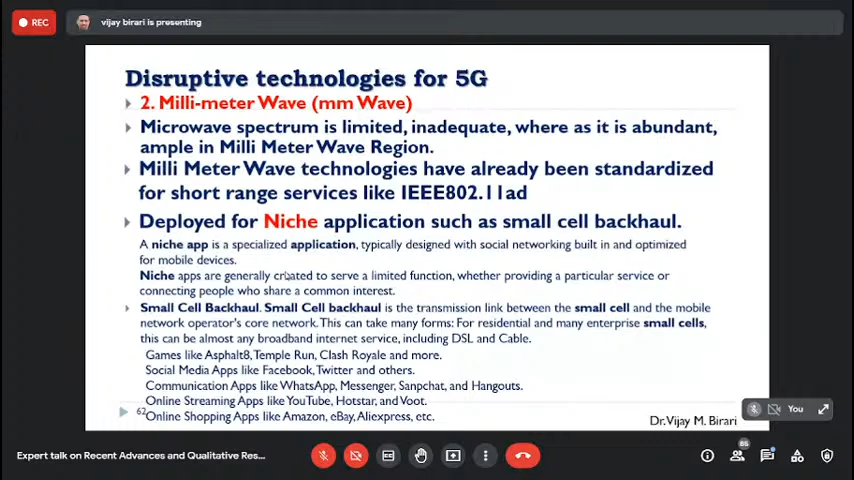 REC
vijay birari is presenting
Disruptive technologies for 5G
2. Milli-meter Wave (mm Wave)
Microwave spectrum is limited, inadequate, where as it is abundant,
ample in Milli Meter Wave Region.
Milli Meter Wave technologies have already been standardized
for short range services like IEEE802.11ad
Deployed for Niche application such as small cell backhaul.
A niche app is a specialized application, typically designed with social networking built in and optimized
for mobile devices.
Niche apps are generally created to serve a limited function, whether providing a particular service or
connecting people who share a common interest.
Small Cell Backhaul. Small Cell backhaul is the transmission link between the small cell and the mobile
network operator's core network. This can take many forms: For residential and many enterprise small cells,
this can be almost any broadband internet service, including DSL and Cable.
Games like Asphalt8, Temple Run, Clash Royale and more.
Social Media Apps like Facebook, Twitter and others.
Communication Apps like WhatsApp, Messenger, Sanpchat, and Hangouts.
Online Streaming Apps like YouTube, Hotstar, and Voot.
62
Online Shopping Apps like Amazon, eBay, Aliexpress, etc.
Dr. Vijay M. Birari
You
Expert talk on Recent Advances and Qualitative Res...
85